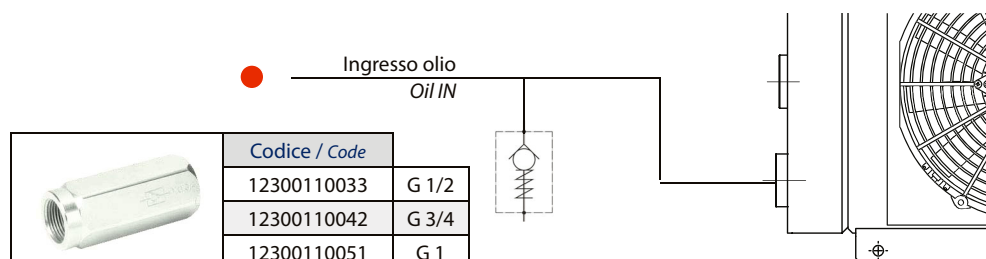 Ingresso olio
Oil IN
Codice / Code
12300110033 G 1/2
12300110042 G 3/4
12300110051 G 1